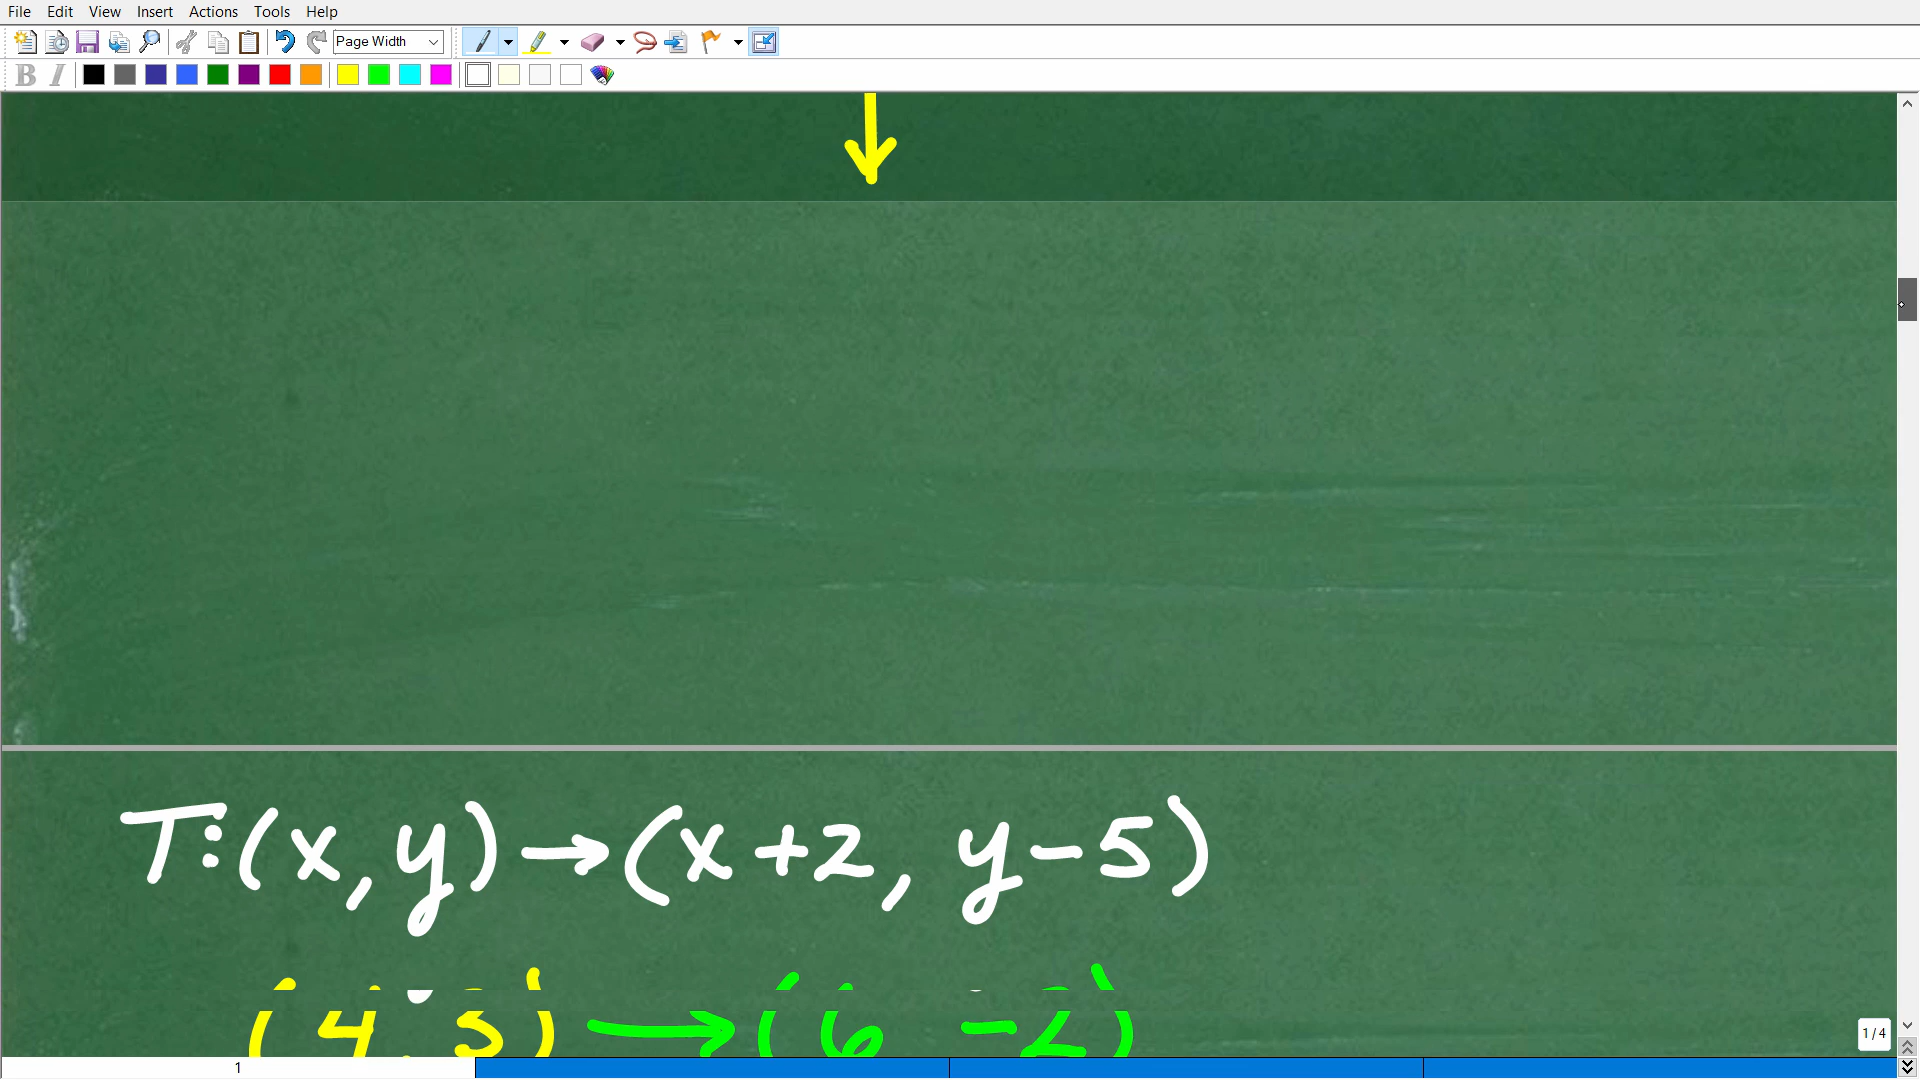 File Edit View Insert Actions Tools Help
Page Width
B I
T:(x,y)→(x+2, y-5)
(4,3)→(6 -2)
1/4
1